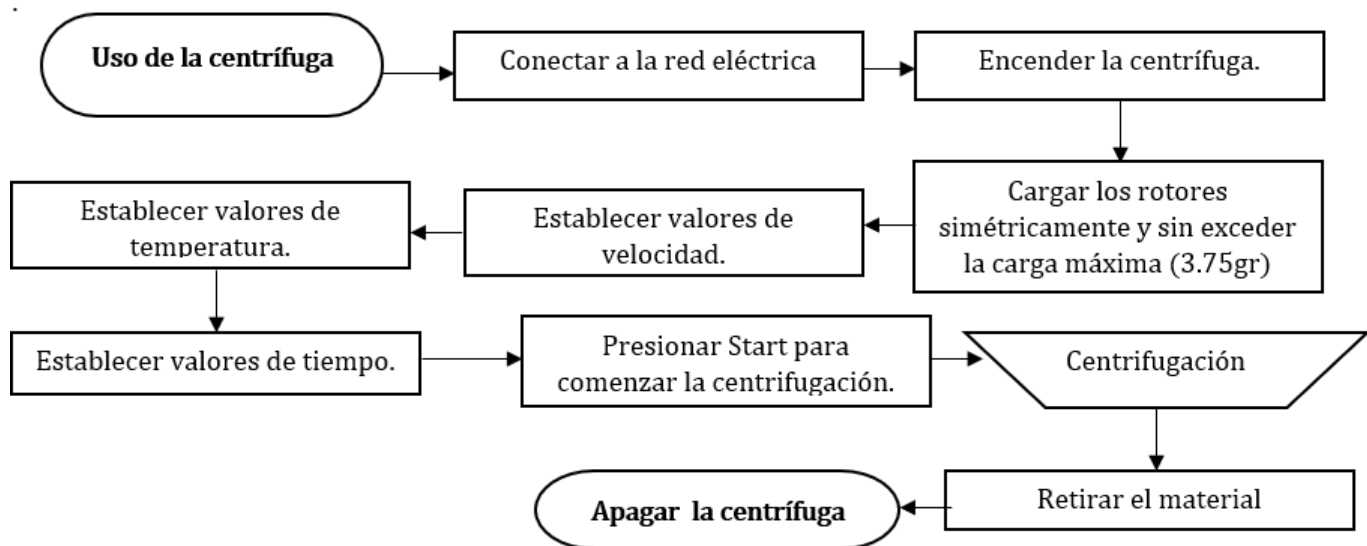 Uso de la centrífuga
Conectar a la red eléctrica
Encender la centrífuga.
Cargar los rotores
simétricamente y sin exceder
la carga máxima (3.75gr)
Establecer valores de
velocidad.
Establecer valores de
temperatura.
Establecer valores de tiempo.
Presionar Start para
comenzar la centrifugación.
Centrifugación
Retirar el material
Apagar la centrífuga